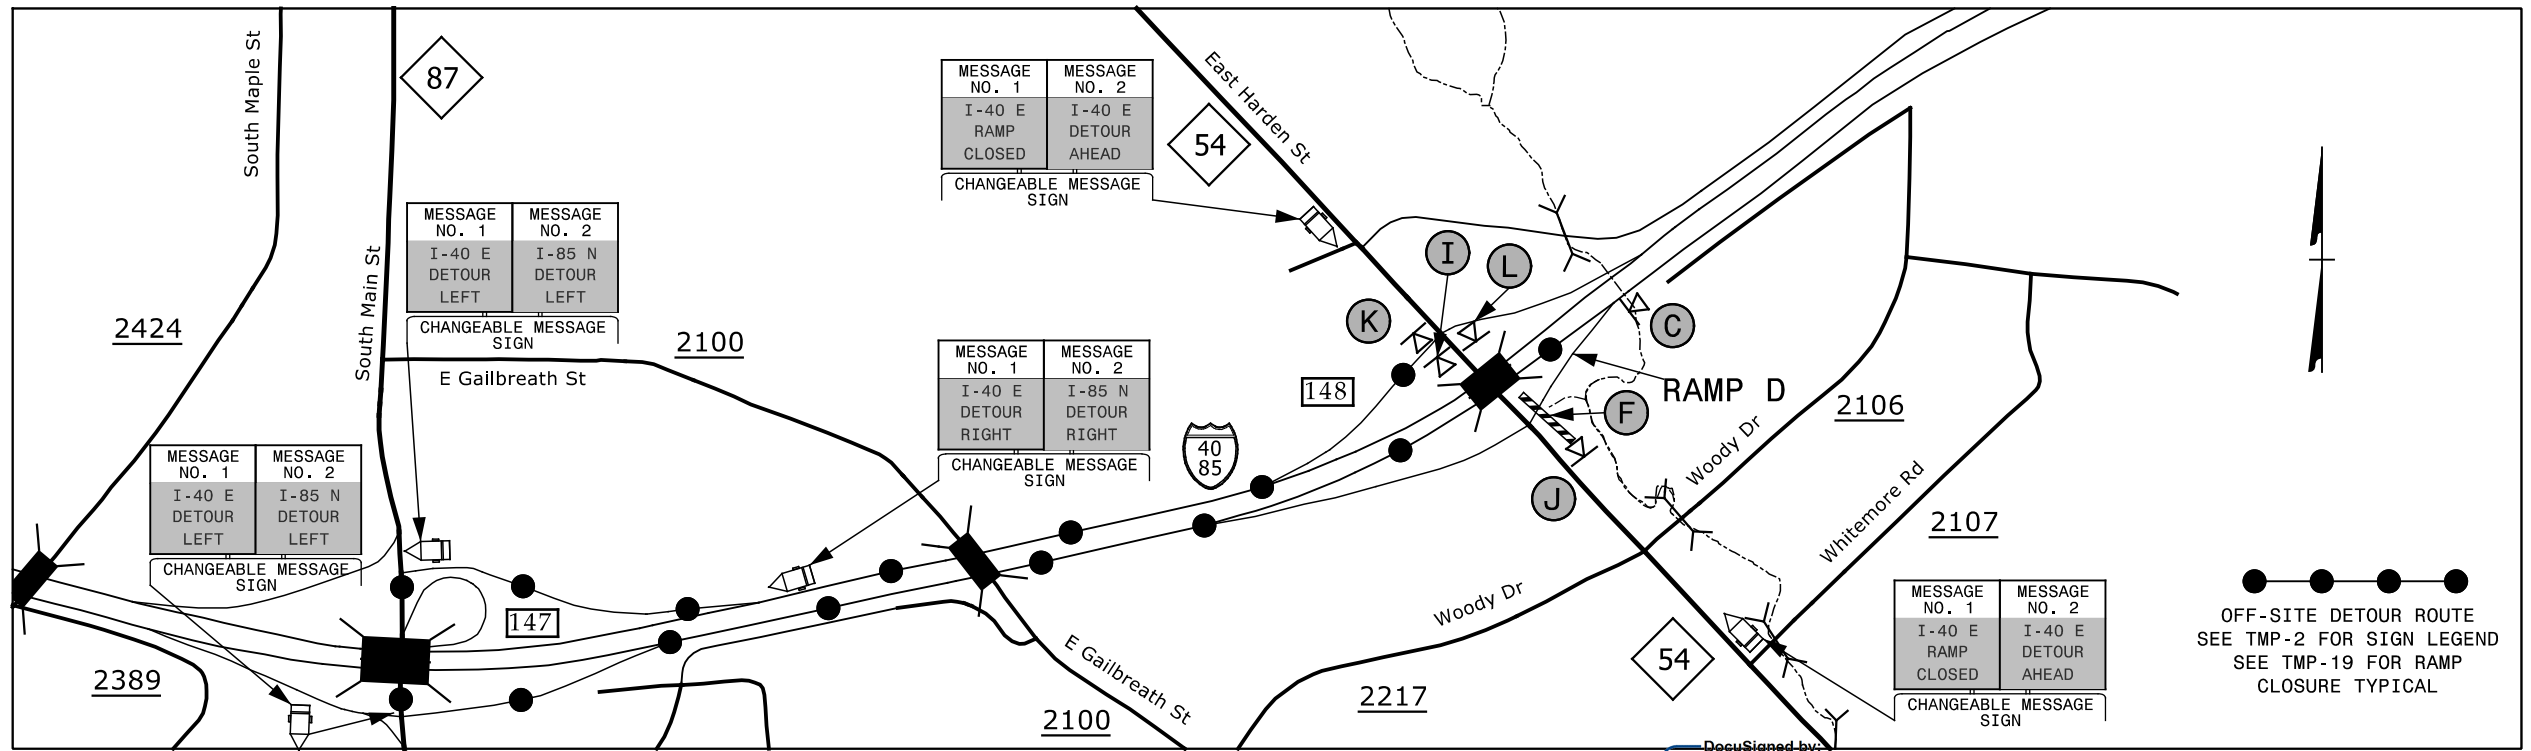 South Maple St
87
South Main St
2424
MESSAGE NO. 1
MESSAGE NO. 2
I-40 E DETOUR LEFT
I-85 N DETOUR LEFT
CHANGEABLE MESSAGE SIGN
2100
E Gailbreath St
MESSAGE NO. 1
MESSAGE NO. 2
I-40 E DETOUR LEFT
I-85 N DETOUR LEFT
CHANGEABLE MESSAGE SIGN
147
2389
MESSAGE NO. 1
MESSAGE NO. 2
I-40 E RAMP CLOSED
I-40 E DETOUR AHEAD
CHANGEABLE MESSAGE SIGN
54
East Harden St
MESSAGE NO. 1
MESSAGE NO. 2
I-40 E DETOUR RIGHT
I-85 N DETOUR RIGHT
CHANGEABLE MESSAGE SIGN
40
85
148
K
I
L
C
RAMP D
F
J
2106
Woody Dr
Whitemore Rd
2107
Woody Dr
E Gailbreath St
2100
2217
54
MESSAGE NO. 1
MESSAGE NO. 2
I-40 E RAMP CLOSED
I-40 E DETOUR AHEAD
CHANGEABLE MESSAGE SIGN
OFF-SITE DETOUR ROUTE
SEE TMP-2 FOR SIGN LEGEND
SEE TMP-19 FOR RAMP
CLOSURE TYPICAL
DocuSigned by: